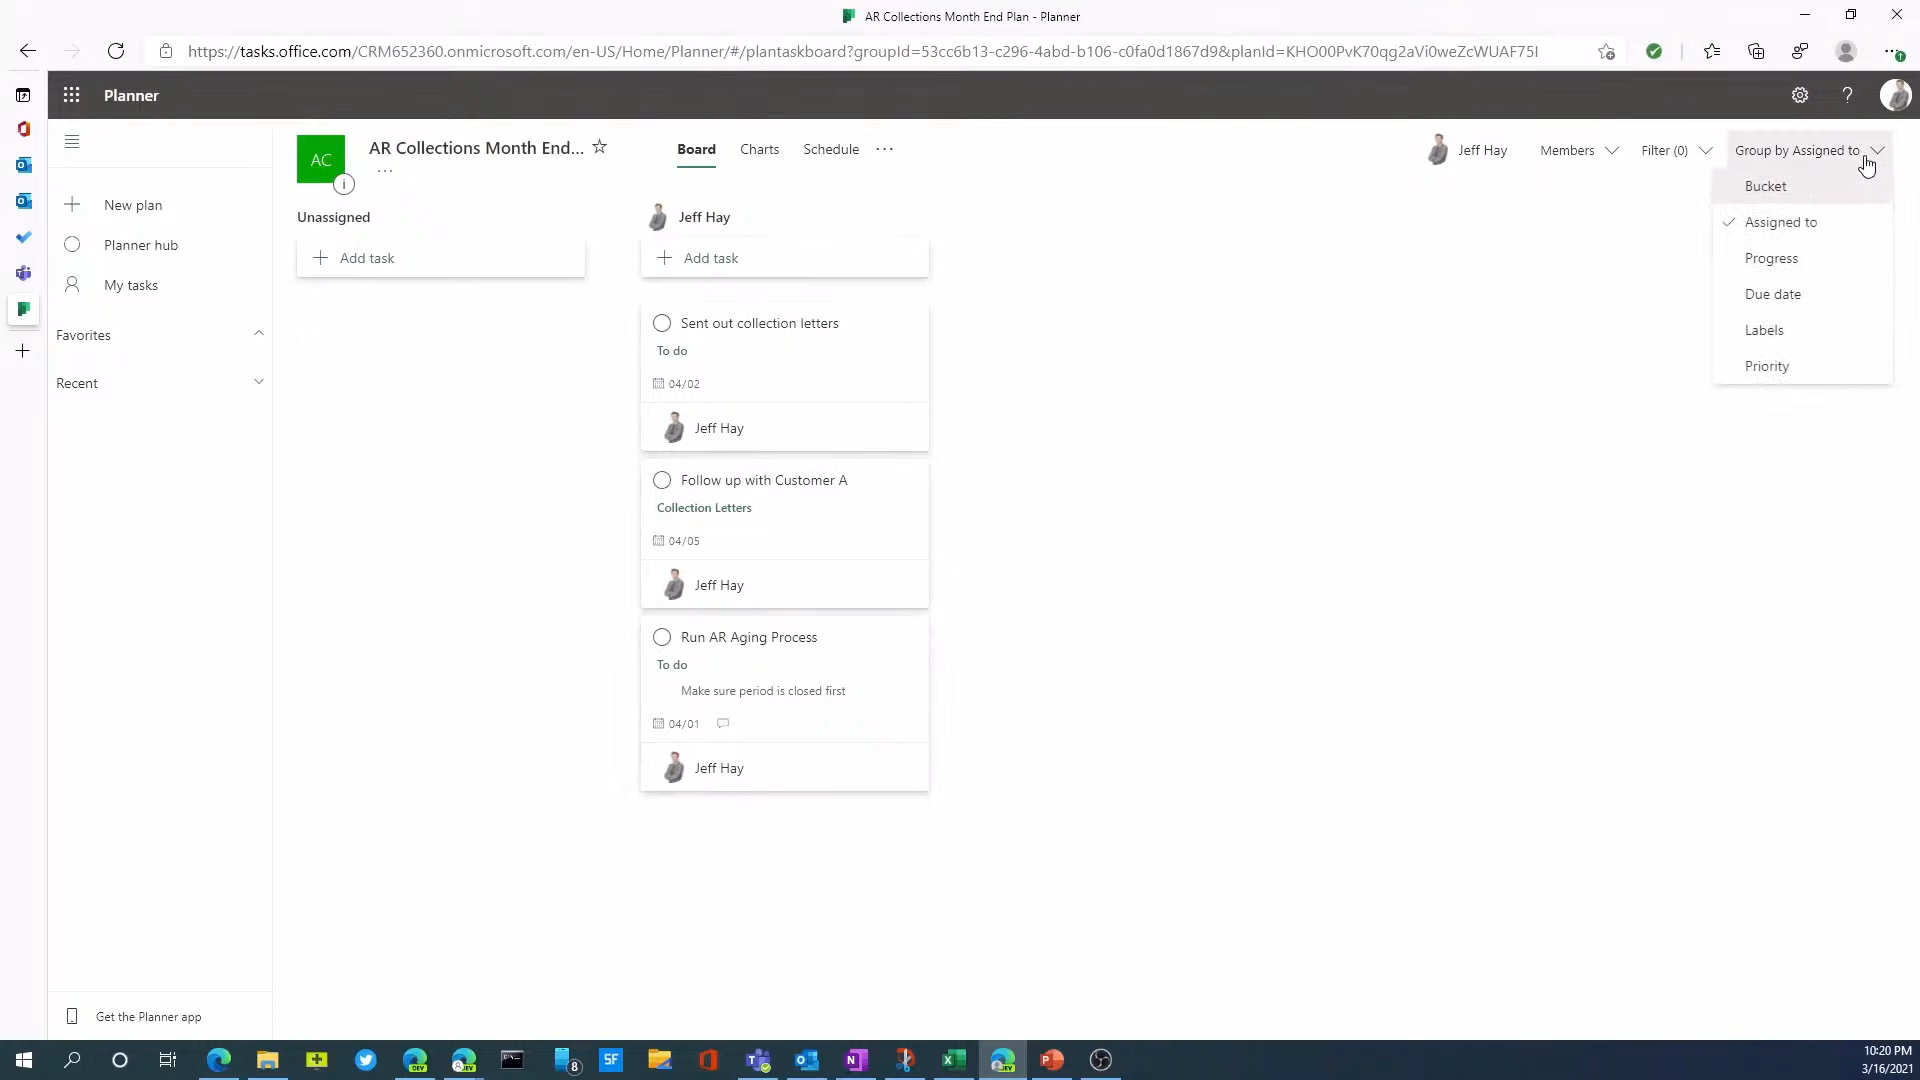 AR Collections Month End Plan - Planner
https://tasks.office.com/CRM652360.onmicrosoft.com/en-US/Home/Planner/#/plantaskboard?groupId=53cc6b13-c296-4abd-b106-c0fa0d1867d9&planId=KHO00PvK70qg2aVi0weZcWUAF75I
Planner
?
AC
AR Collections Month End...
...
Board
Charts
Schedule
...
Jeff Hay
Members
Filter (0)
Group by Assigned to
Bucket
Assigned to
Progress
Due date
Labels
Priority
New plan
Planner hub
My tasks
Favorites
Recent
Get the Planner app
Unassigned
Add task
Jeff Hay
Add task
Sent out collection letters
To do
04/02
Jeff Hay
Follow up with Customer A
Collection Letters
04/05
Jeff Hay
Run AR Aging Process
To do
Make sure period is closed first
04/01
Jeff Hay
DEV
DEV
8
SF
DEV
10:20 PM
3/16/2021